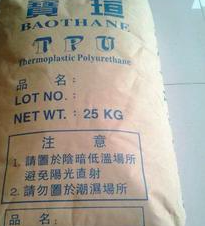 寶垣
BAOTHANE
TPU
Thermoplastic Polyurethane
品 名:
LOT NO. :
NET WT. : 25 KG
注 意
1. 請置於陰暗低溫場所
避免陽光直射
2. 請勿置於潮濕場所
品 名: